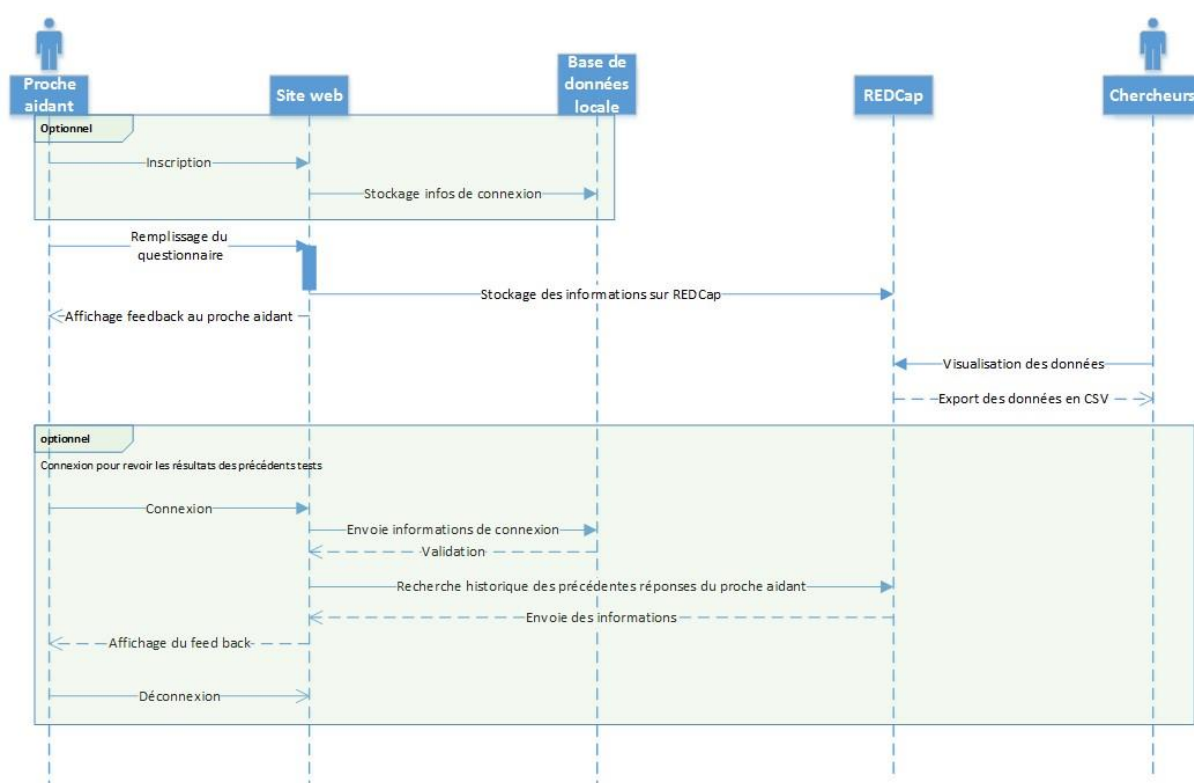 Proche
aidant
Site web
Base de
données
locale
REDCap
Chercheurs
Optionnel
Inscription
Stockage infos de connexion
Remplissage du
questionnaire
Stockage des informations sur REDCap
Affichage feedback au proche aidant
Visualisation des données
Export des données en CSV
optionnel
Connexion pour revoir les résultats des précédents tests
Connexion
Envoie informations de connexion
Validation
Recherche historique des précédentes réponses du proche aidant
Envoie des informations
Affichage du feed back
Déconnexion